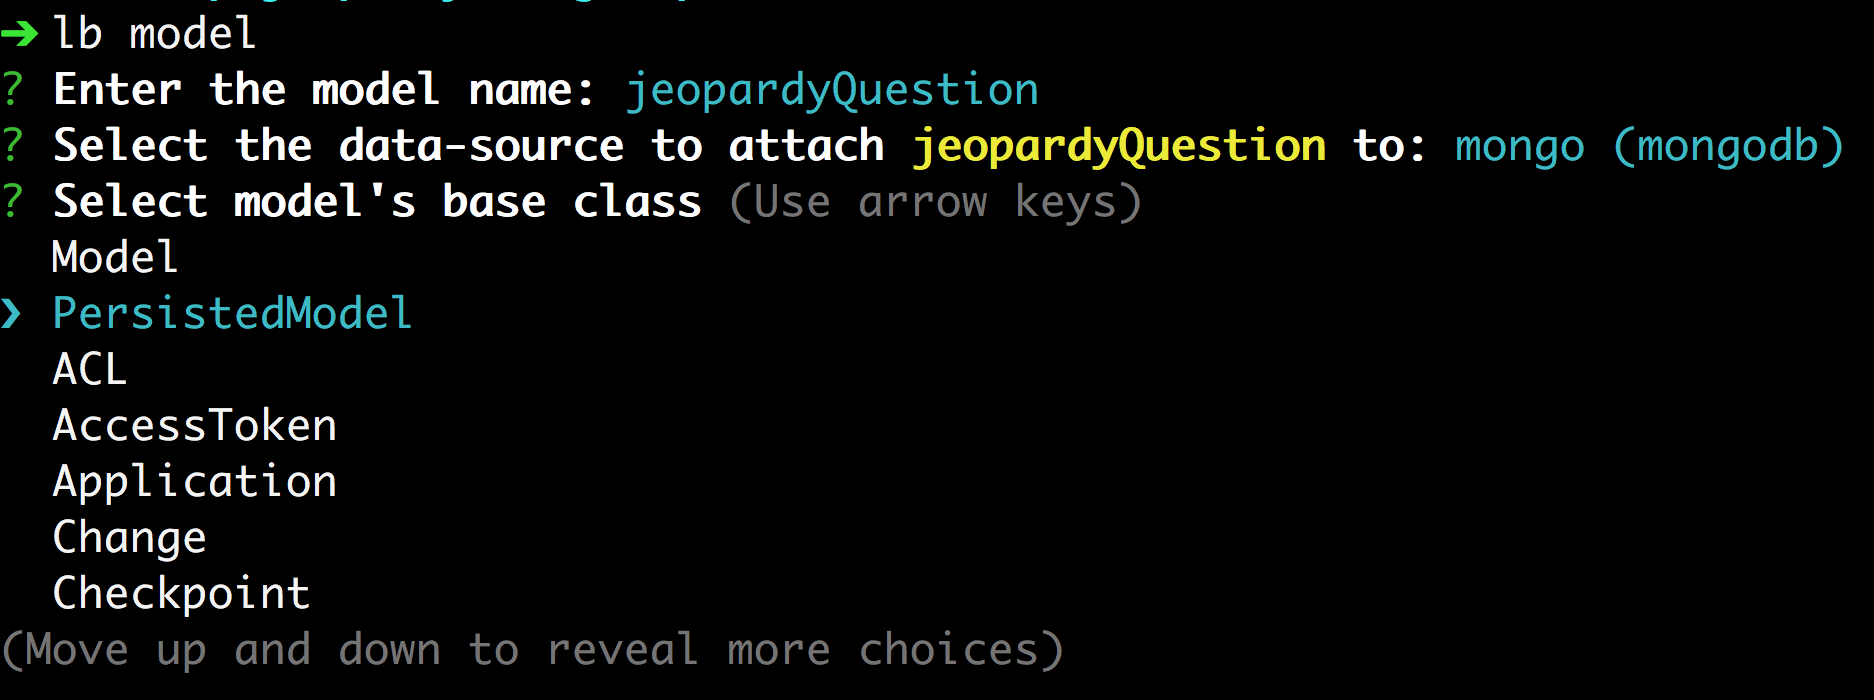 ➔ lb model
? Enter the model name: jeopardyQuestion
? Select the data-source to attach jeopardyQuestion to: mongo (mongodb)
? Select model's base class (Use arrow keys)
Model
❯ PersistedModel
ACL
AccessToken
Application
Change
Checkpoint
(Move up and down to reveal more choices)